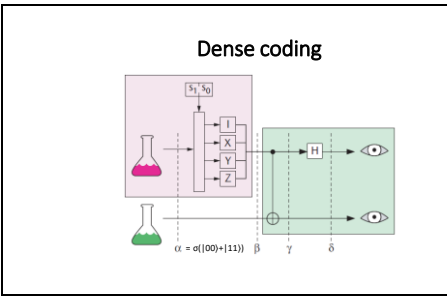 Dense coding
S₁ S₀
I
X
Y
Z
H
α = σ(|00⟩+|11⟩)
β
γ
δ